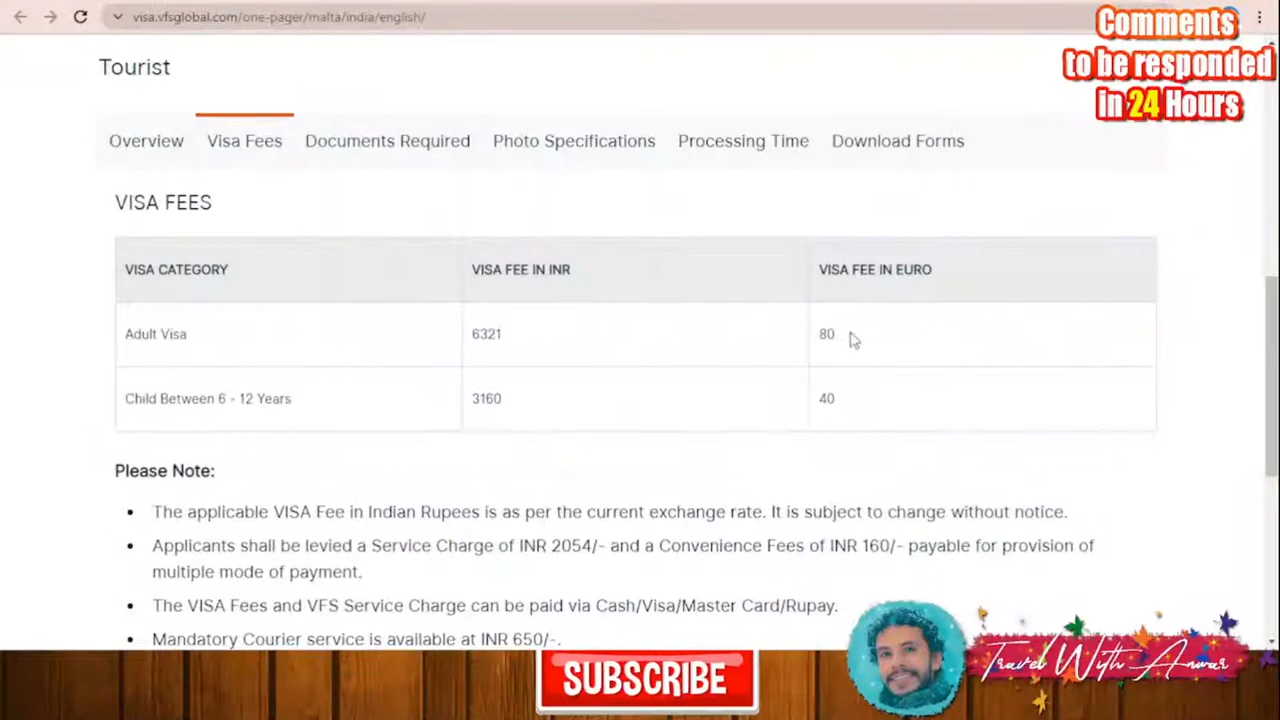 visa.vfsglobal.com/one-pager/malta/india/english/
Comments
to be responded
in 24 Hours
Tourist
Overview Visa Fees Documents Required Photo Specifications Processing Time Download Forms
VISA FEES
VISA CATEGORY VISA FEE IN INR VISA FEE IN EURO
Adult Visa 6321 80
Child Between 6 - 12 Years 3160 40
Please Note:
• The applicable VISA Fee in Indian Rupees is as per the current exchange rate. It is subject to change without notice.
• Applicants shall be levied a Service Charge of INR 2054/- and a Convenience Fees of INR 160/- payable for provision of
multiple mode of payment.
• The VISA Fees and VFS Service Charge can be paid via Cash/Visa/Master Card/Rupay.
• Mandatory Courier service is available at INR 650/-.
SUBSCRIBE
Travel With Anwar